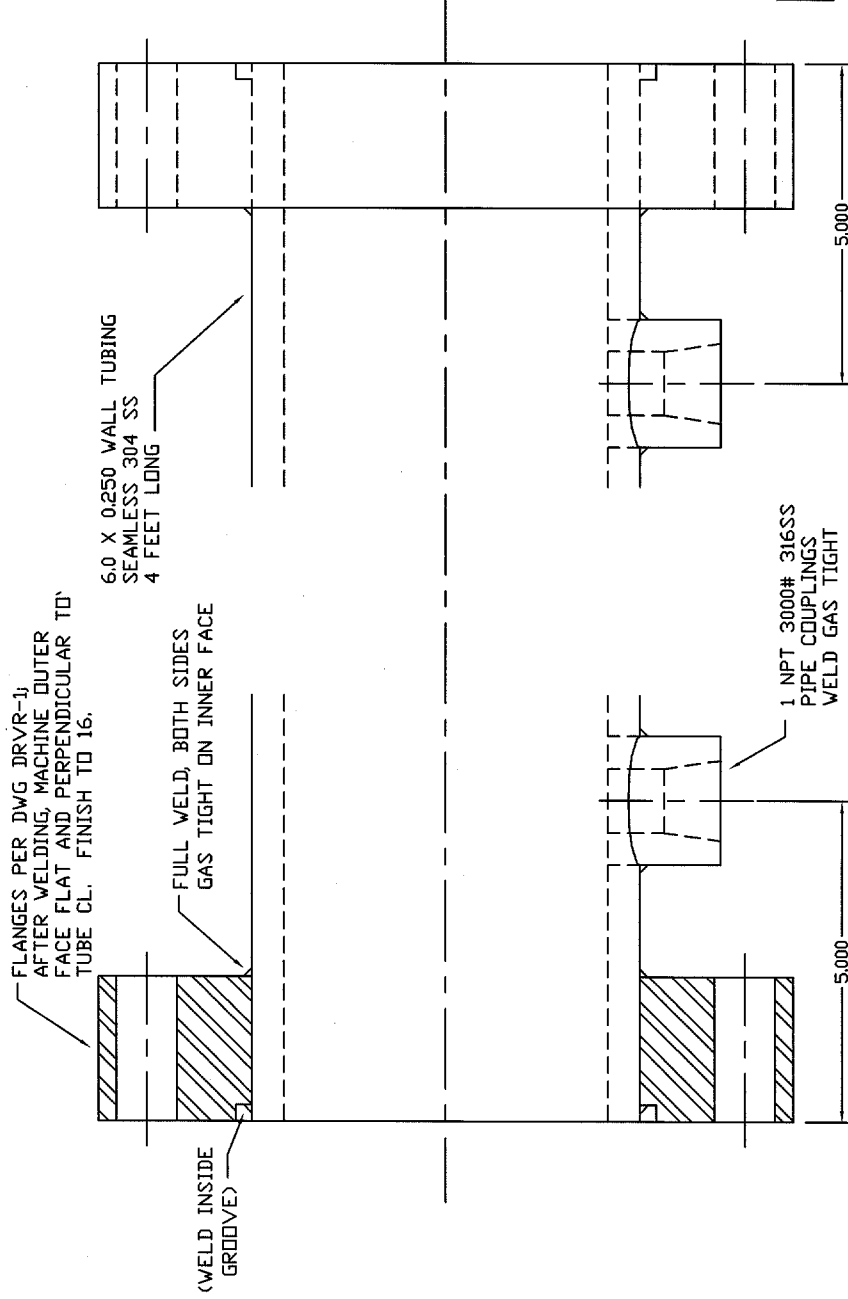 FLANGES PER DWG DRVR-1;
AFTER WELDING, MACHINE OUTER
FACE FLAT AND PERPENDICULAR TO
TUBE CL. FINISH TO 16.
6.0 X 0.250 WALL TUBING
SEAMLESS 304 SS
4 FEET LONG
FULL WELD, BOTH SIDES
GAS TIGHT ON INNER FACE
(WELD INSIDE
GROOVE)
1 NPT 3000# 316SS
PIPE COUPLINGS
WELD GAS TIGHT
5.000
5.000